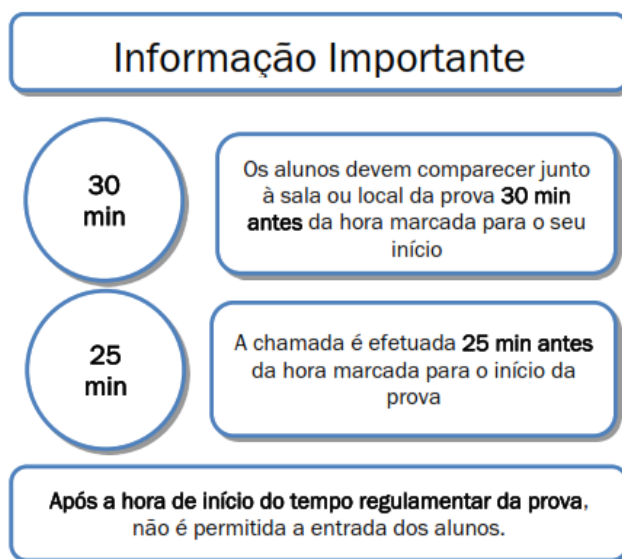 Informação Importante
30
min
Os alunos devem comparecer junto
à sala ou local da prova 30 min
antes da hora marcada para o seu
início
25
min
A chamada é efetuada 25 min antes
da hora marcada para o início da
prova
Após a hora de início do tempo regulamentar da prova,
não é permitida a entrada dos alunos.